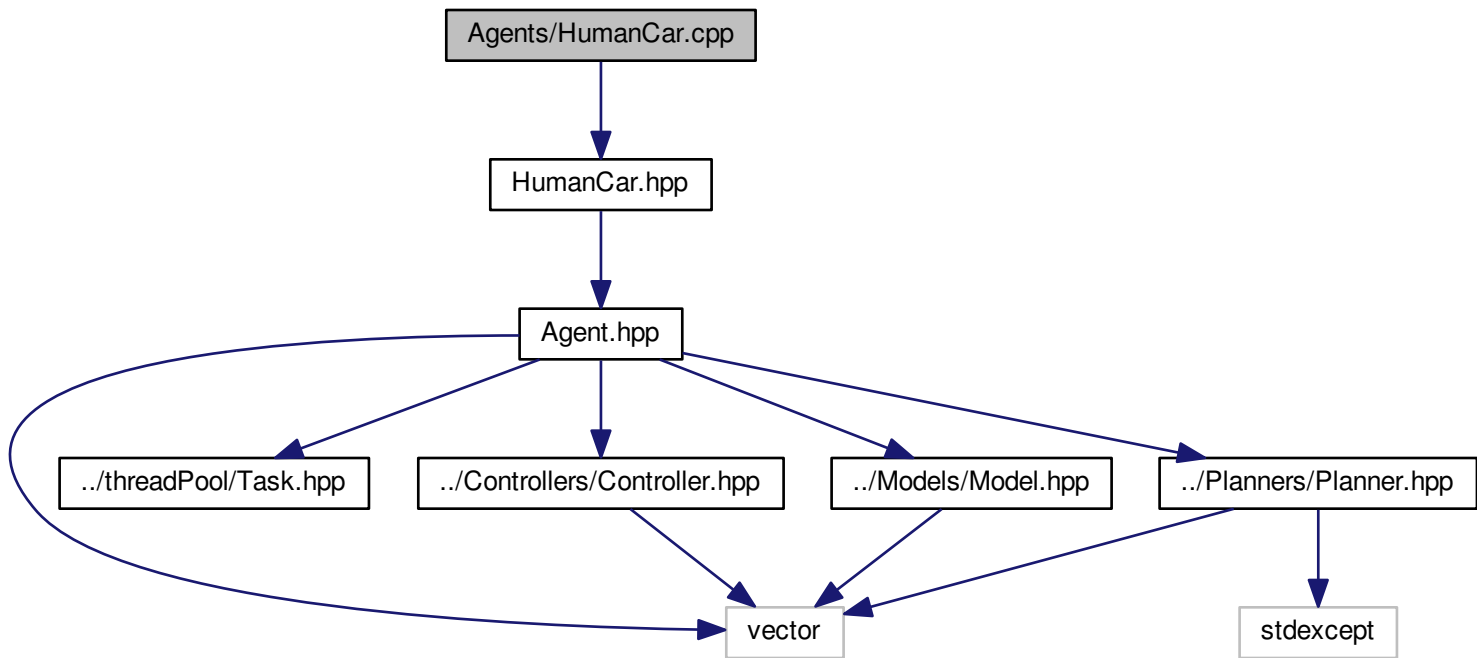 Agents/HumanCar.cpp
HumanCar.hpp
Agent.hpp
../threadPool/Task.hpp
../Controllers/Controller.hpp
../Models/Model.hpp
../Planners/Planner.hpp
vector
stdexcept